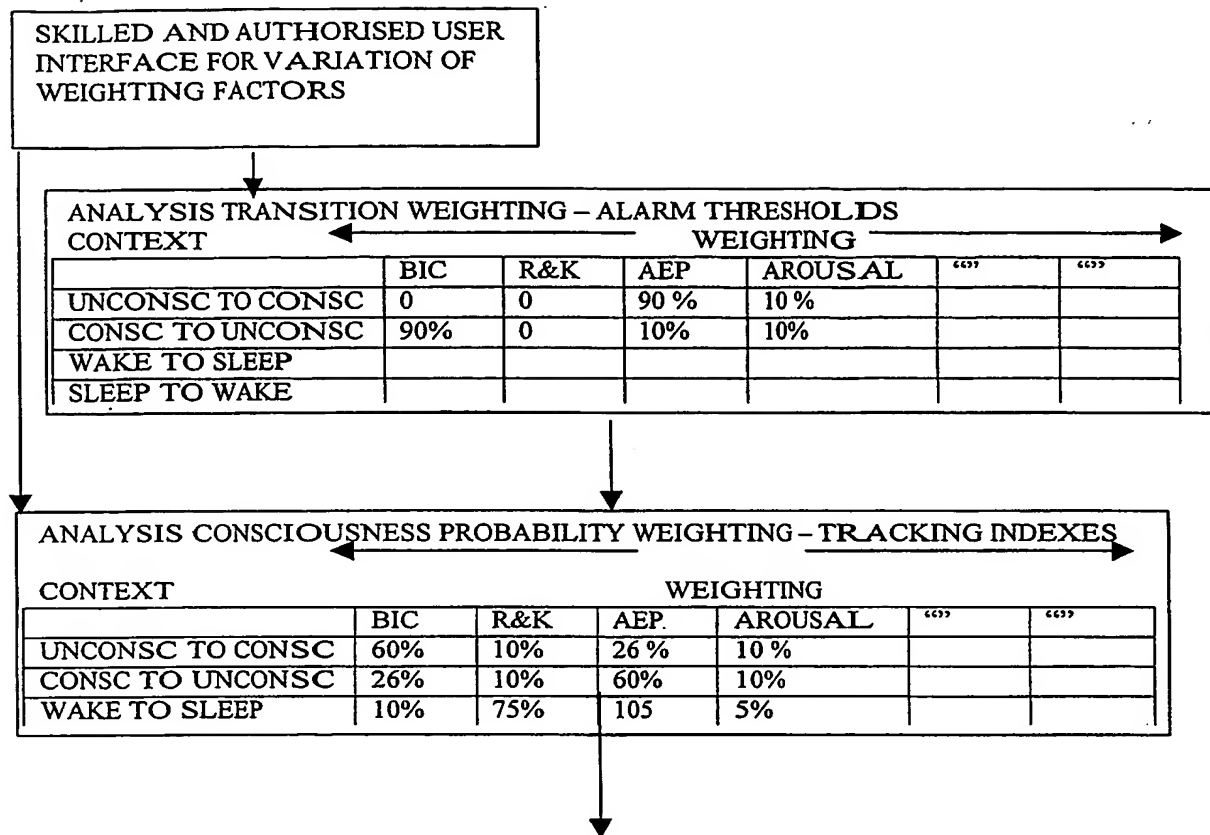 SKILLED AND AUTHORISED USER
INTERFACE FOR VARIATION OF
WEIGHTING FACTORS
ANALYSIS TRANSITION WEIGHTING – ALARM THRESHOLDS
CONTEXT WEIGHTING
BIC R&K AEP AROUSAL “” “”
UNCONSC TO CONSC 0 0 90 % 10 %
CONSC TO UNCONSC 90% 0 10% 10%
WAKE TO SLEEP
SLEEP TO WAKE
ANALYSIS CONSCIOUSNESS PROBABILITY WEIGHTING – TRACKING INDEXES
CONTEXT WEIGHTING
BIC R&K AEP. AROUSAL “” “”
UNCONSC TO CONSC 60% 10% 26 % 10 %
CONSC TO UNCONSC 26% 10% 60% 10%
WAKE TO SLEEP 10% 75% 105 5%